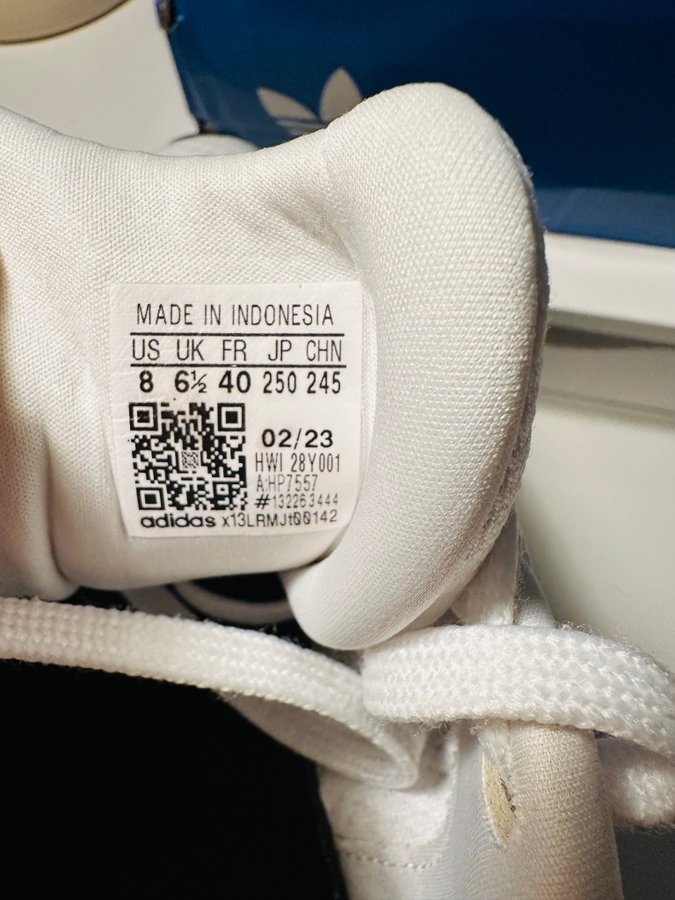 MADE IN INDONESIA
US UK FR JP CHN
8 6½ 40 250 245
02/23
HWI 28Y001
A:HP7557
#132263444
adidas x13LRMJt00142